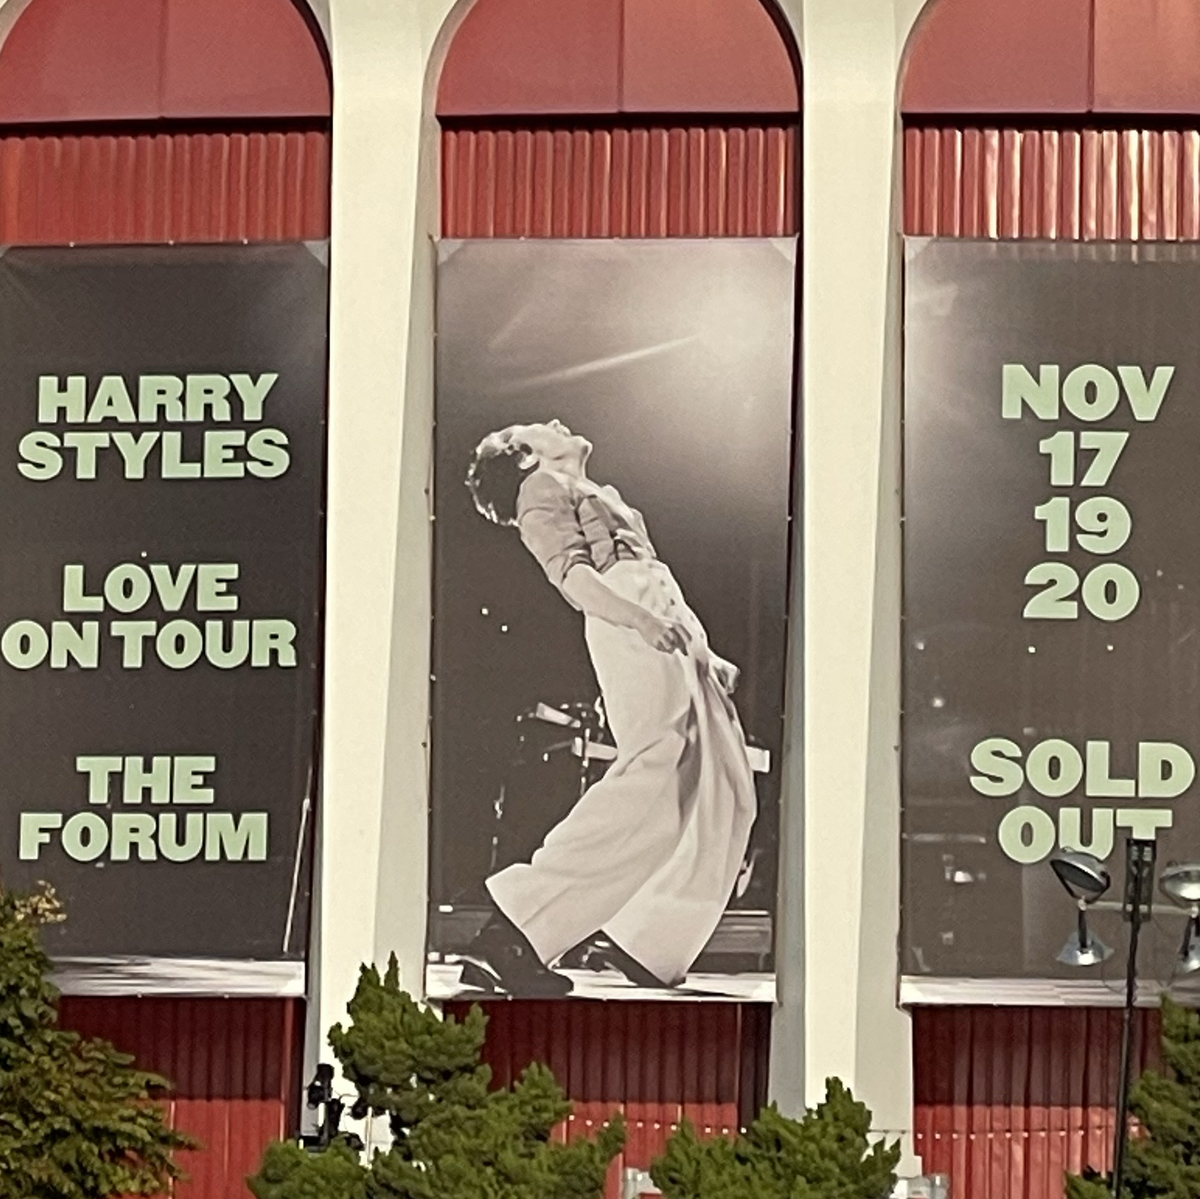 HARRY
STYLES
LOVE
ON TOUR
THE
FORUM
NOV
17
19
20
SOLD
OUT